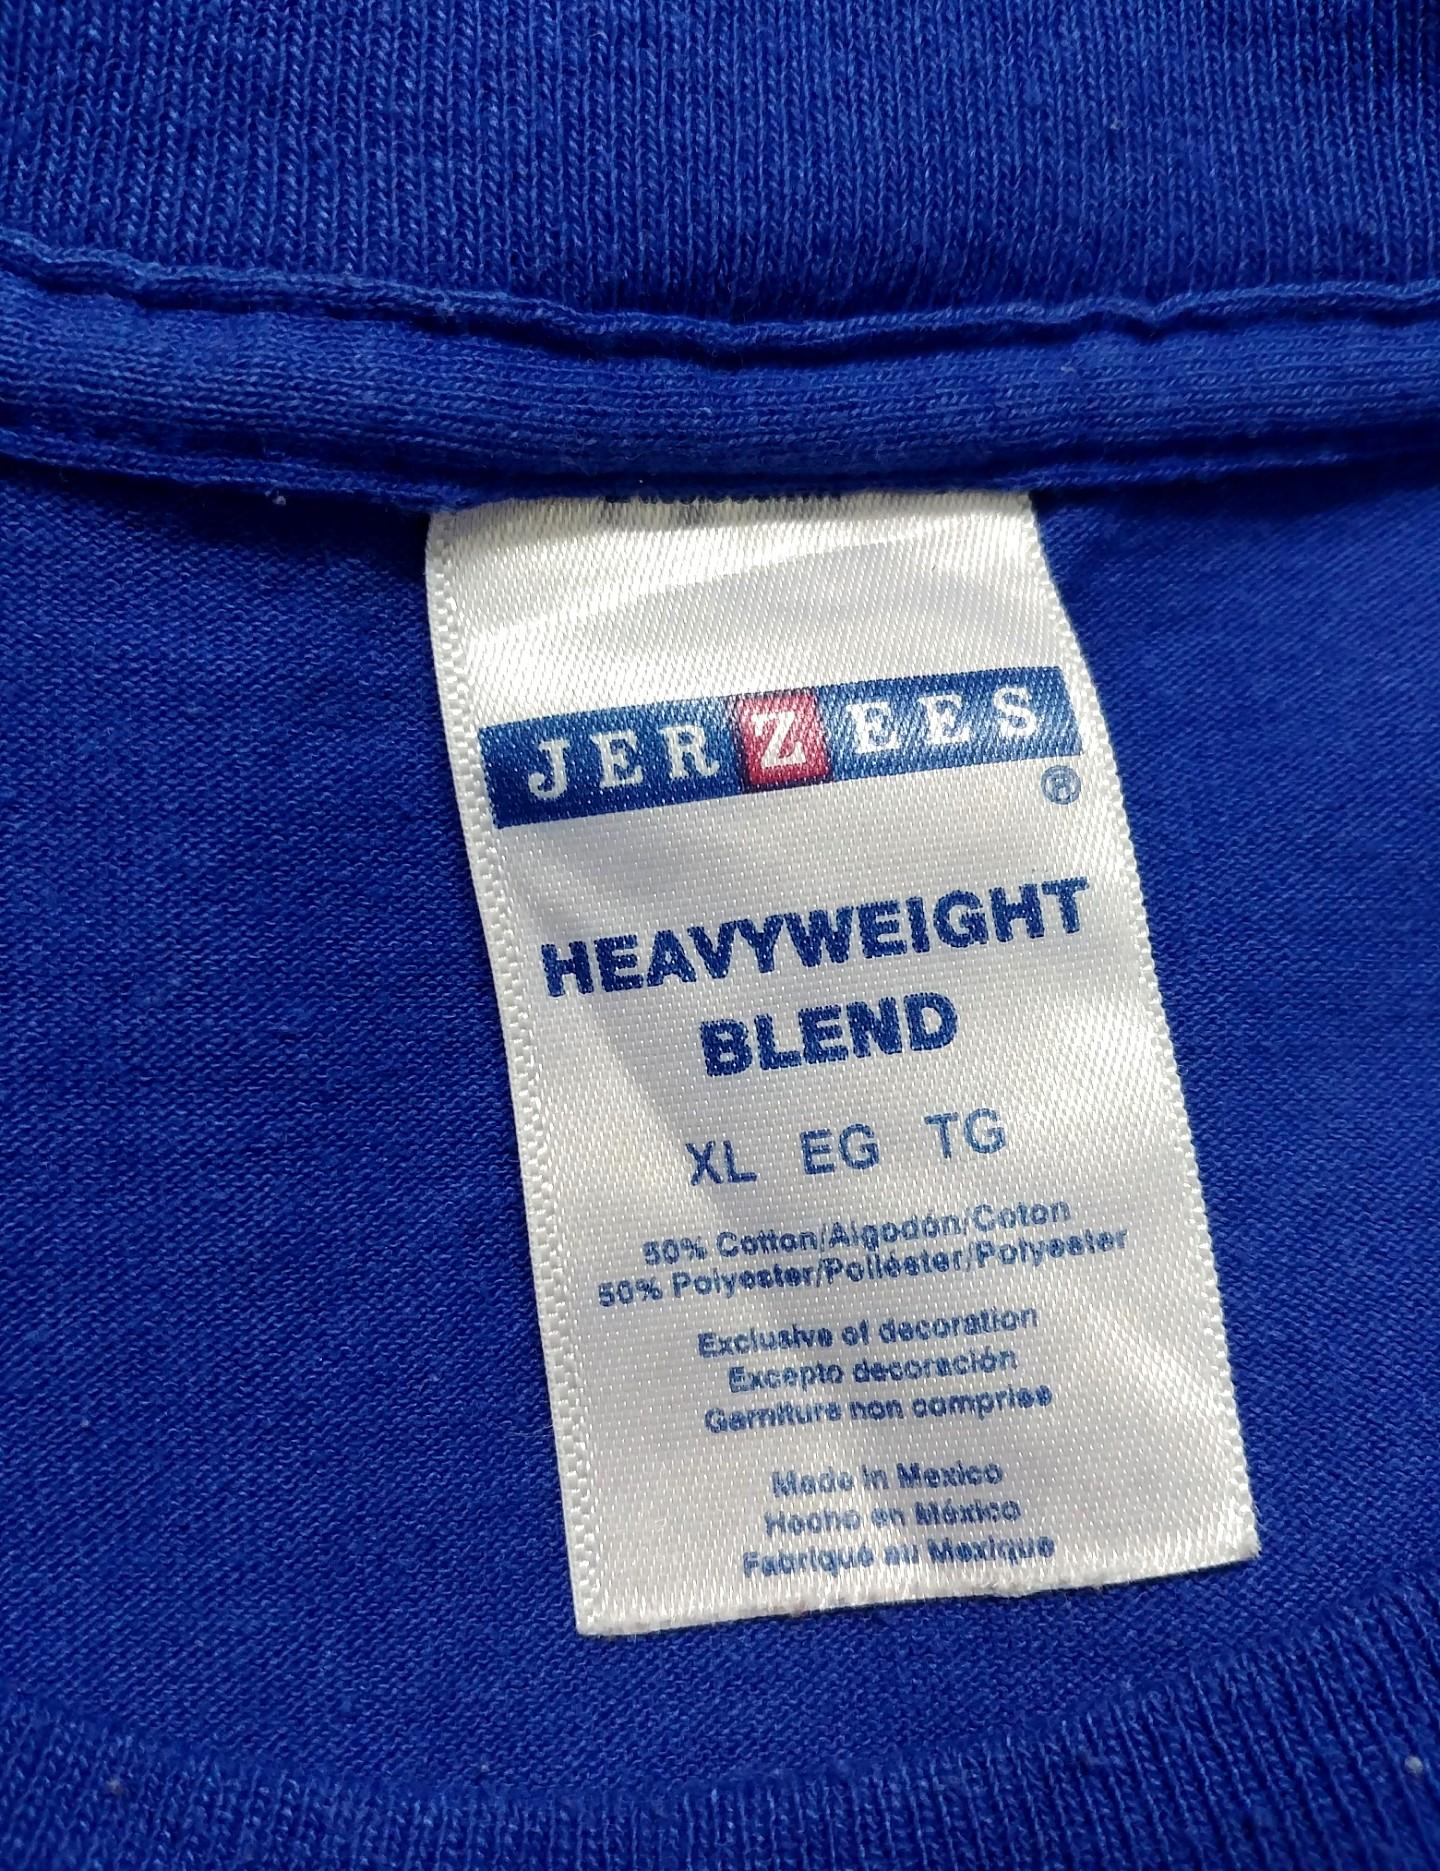 JERZEES
®
HEAVYWEIGHT
BLEND
XL EG TG
50% Cotton/Algodón/Coton
50% Polyester/Poliéster/Polyester
Exclusive of decoration
Excepto decoración
Garniture non comprise
Made in Mexico
Hecho en México
Fabriqué au Mexique